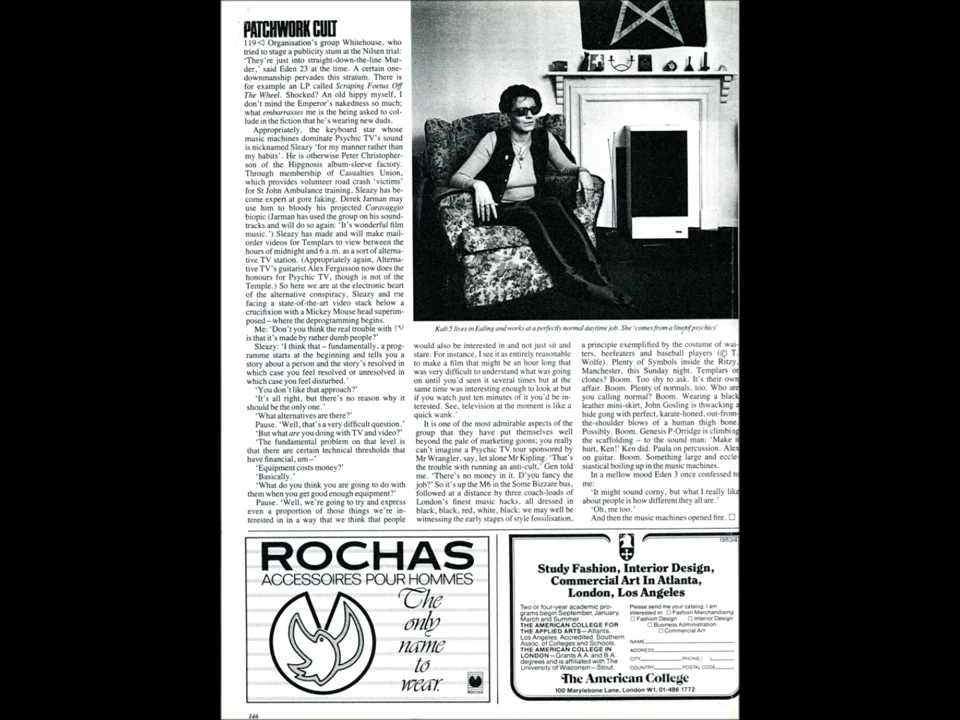 PATCHWORK CULT
119◁ Organisation's group Whitehouse, who
tried to stage a publicity stunt at the Nilsen trial:
'They're just into straight-down-the-line Mur-
der,' said Eden 23 at the time. A certain one-
downmanship pervades this stratum. There is
for example an LP called Scraping Foetus Off
The Wheel. Shocked? An old hippy myself, I
don't mind the Emperor's nakedness so much;
what embarrasses me is the being asked to col-
lude in the fiction that he's wearing new duds.
Appropriately, the keyboard star whose
music machines dominate Psychic TV's sound
is nicknamed Sleazy 'for my manner rather than
my habits'. He is otherwise Peter Christopher-
son of the Hipgnosis album-sleeve factory.
Through membership of Casualties Union,
which provides volunteer road crash 'victims'
for St John Ambulance training, Sleazy has be-
come expert at gore faking. Derek Jarman may
use him to bloody his projected Caravaggio
biopic (Jarman has used the group on his sound-
tracks and will do so again: 'It's wonderful film
music.') Sleazy has made and will make mail-
order videos for Templars to view between the
hours of midnight and 6 a.m. as a sort of alterna-
tive TV station. (Appropriately again, Alterna-
tive TV's guitarist Alex Fergusson now does the
honours for Psychic TV, though is not of the
Temple.) So here we are at the electronic heart
of the alternative conspiracy, Sleazy and me
facing a state-of-the-art video stack below a
crucifixion with a Mickey Mouse head superim-
posed – where the deprogramming begins.
Me: 'Don't you think the real trouble with TV
is that it's made by rather dumb people?'
Sleazy: 'I think that – fundamentally, a pro-
gramme starts at the beginning and tells you a
story about a person and the story's resolved in
which case you feel resolved or unresolved in
which case you feel disturbed.'
'You don't like that approach?'
'It's all right, but there's no reason why it
should be the only one.'
'What alternatives are there?'
Pause. 'Well, that's a very difficult question.'
'But what are you doing with TV and video?'
'The fundamental problem on that level is
that there are certain technical thresholds that
have financial, um –'
'Equipment costs money?'
'Basically.'
'What do you think you are going to do with
them when you get good enough equipment?'
Pause. 'Well, we're going to try and express
even a proportion of those things we're in-
terested in in a way that we think that people
Kali 5 lives in Ealing and works at a perfectly normal daytime job. She 'comes from a line of psychics'
would also be interested in and not just sit and
stare. For instance, I see it as entirely reasonable
to make a film that might be an hour long that
was very difficult to understand what was going
on until you'd seen it several times but at the
same time was interesting enough to look at but
if you watch just ten minutes of it you'd be in-
terested. See, television at the moment is like a
quick wank.'
It is one of the most admirable aspects of the
group that they have put themselves well
beyond the pale of marketing goons; you really
can't imagine a Psychic TV tour sponsored by
Mr Wrangler, say, let alone Mr Kipling. 'That's
the trouble with running an anti-cult,' Gen told
me. 'There's no money in it. D'you fancy the
job?' So it's up the M6 in the Some Bizzare bus,
followed at a distance by three coach-loads of
London's finest music hacks, all dressed in
black, black, red, white, black: we may well be
witnessing the early stages of style fossilisation,
a principle exemplified by the costume of wai-
ters, beefeaters and baseball players (© T.
Wolfe). Plenty of Symbols inside the Ritzy,
Manchester, this Sunday night. Templars or
clones? Boom. Too shy to ask. It's their own
affair. Boom. Plenty of normals, too. Who are
you calling normal? Boom. Wearing a black
leather mini-skirt, John Gosling is thwacking a
hide gong with perfect, karate-honed, out-from-
the-shoulder blows of a human thigh bone.
Possibly. Boom. Genesis P-Orridge is climbing
the scaffolding – to the sound man: 'Make it
hurt, Ken!' Ken did. Paula on percussion. Alex
on guitar. Boom. Something large and eccle-
siastical boiling up in the music machines.
In a mellow mood Eden 3 once confessed to
me:
'It might sound corny, but what I really like
about people is how different they all are.'
'Oh, me too.'
And then the music machines opened fire. □
ROCHAS
ACCESSOIRES POUR HOMMES
The
only
name
to
wear.
ROCHAS
1983/4
Study Fashion, Interior Design,
Commercial Art In Atlanta,
London, Los Angeles
Two or four-year academic pro-
grams begin September, January,
March and Summer.
THE AMERICAN COLLEGE FOR
THE APPLIED ARTS – Atlanta,
Los Angeles. Accredited. Southern
Assoc. of Colleges and Schools.
THE AMERICAN COLLEGE IN
LONDON – Grants A.A. and B.A.
degrees and is affiliated with The
University of Wisconsin – Stout
Please send me your catalog. I am
interested in □ Fashion Merchandising
□ Fashion Design □ Interior Design
□ Business Administration
□ Commercial Art
NAME
ADDRESS
CITY PHONE ( )
COUNTRY POSTAL CODE
The American College
100 Marylebone Lane, London W1, 01-486 1772
146